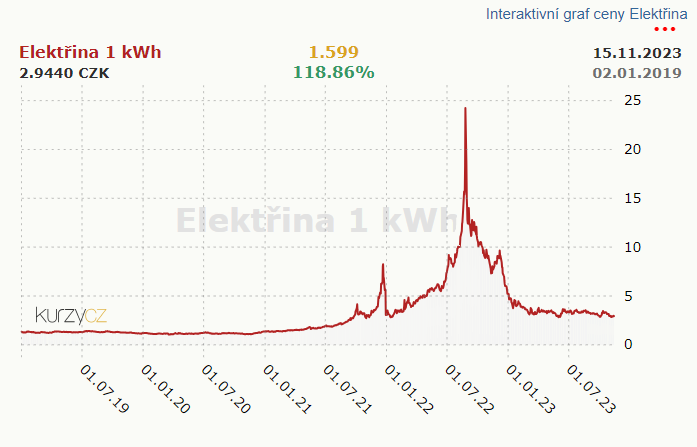 Interaktivní graf ceny Elektřina
Elektřina 1 kWh 1.599 15.11.2023
2.9440 CZK 118.86% 02.01.2019
25
20
Elektřina 1 kWh
15
10
5
kurzycz
0
01.07.19 01.01.20 01.07.20 01.01.21 01.07.21 01.01.22 01.07.22 01.01.23 01.07.23